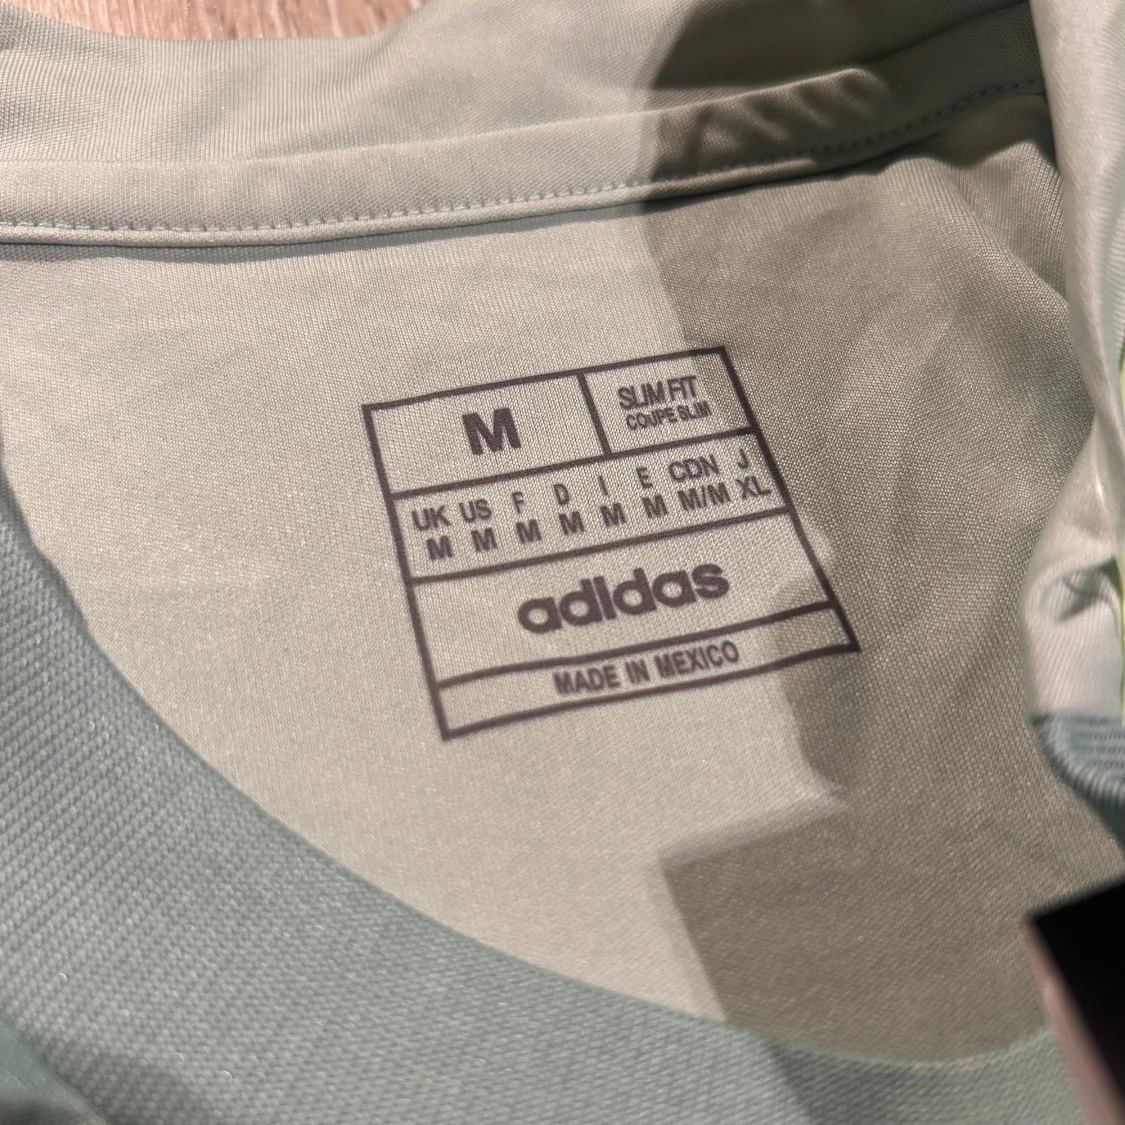 M
SLIM FIT
COUPE SLIM
UK US F D I E CDN J
M M M M M M M/M XL
adidas
MADE IN MEXICO